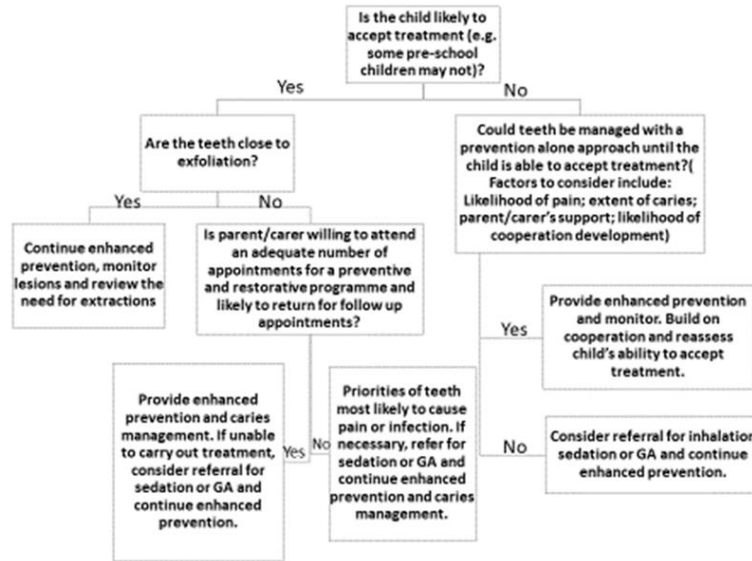 Is the child likely to
accept treatment (e.g.
some pre-school
children may not)?
Yes
No
Are the teeth close to
exfoliation?
Could teeth be managed with a
prevention alone approach until the
child is able to accept treatment?(
Factors to consider include:
Likelihood of pain; extent of caries;
parent/carer's support; likelihood of
cooperation development)
Yes
No
Continue enhanced
prevention, monitor
lesions and review the
need for extractions
Is parent/carer willing to attend
an adequate number of
appointments for a preventive
and restorative programme and
likely to return for follow up
appointments?
Yes
Provide enhanced prevention
and monitor. Build on
cooperation and reassess
child's ability to accept
treatment.
Provide enhanced
prevention and caries
management. If unable
to carry out treatment,
consider referral for
sedation or GA and
continue enhanced
prevention.
Yes
No
Priorities of teeth
most likely to cause
pain or infection. If
necessary, refer for
sedation or GA and
continue enhanced
prevention and caries
management.
No
Consider referral for inhalation
sedation or GA and continue
enhanced prevention.